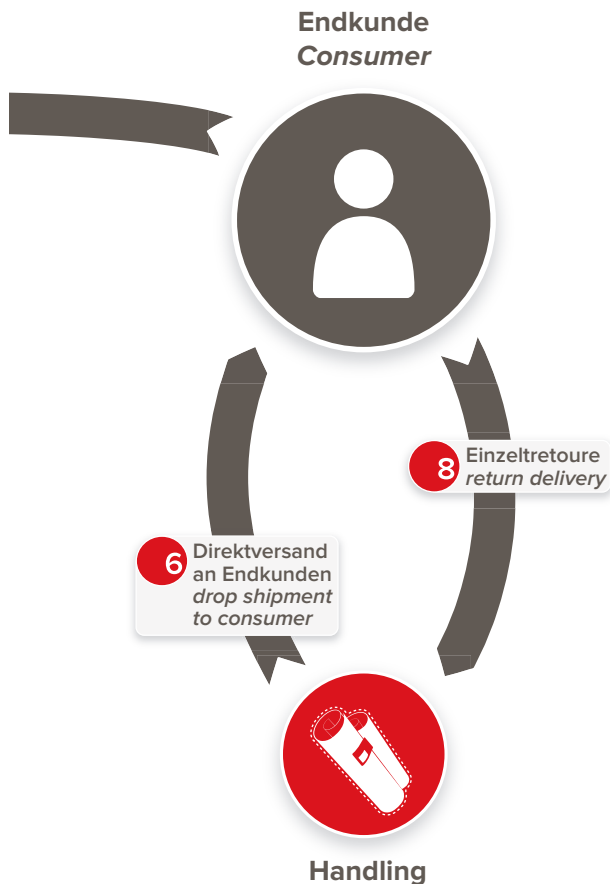 Endkunde
Consumer
8 Einzeltretoure
return delivery
6 Direktversand
an Endkunden
drop shipment
to consumer
Handling